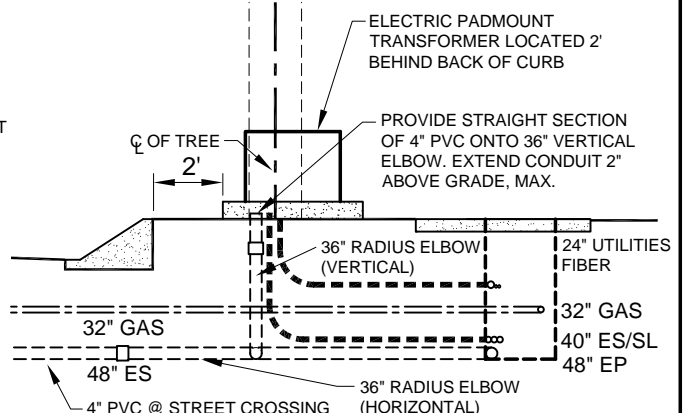 ELECTRIC PADMOUNT
TRANSFORMER LOCATED 2'
BEHIND BACK OF CURB
T
℄ OF TREE
2'
PROVIDE STRAIGHT SECTION
OF 4" PVC ONTO 36" VERTICAL
ELBOW. EXTEND CONDUIT 2"
ABOVE GRADE, MAX.
36" RADIUS ELBOW
(VERTICAL)
24" UTILITIES
FIBER
32" GAS
32" GAS
40" ES/SL
48" EP
48" ES
36" RADIUS ELBOW
(HORIZONTAL)
4" PVC @ STREET CROSSING